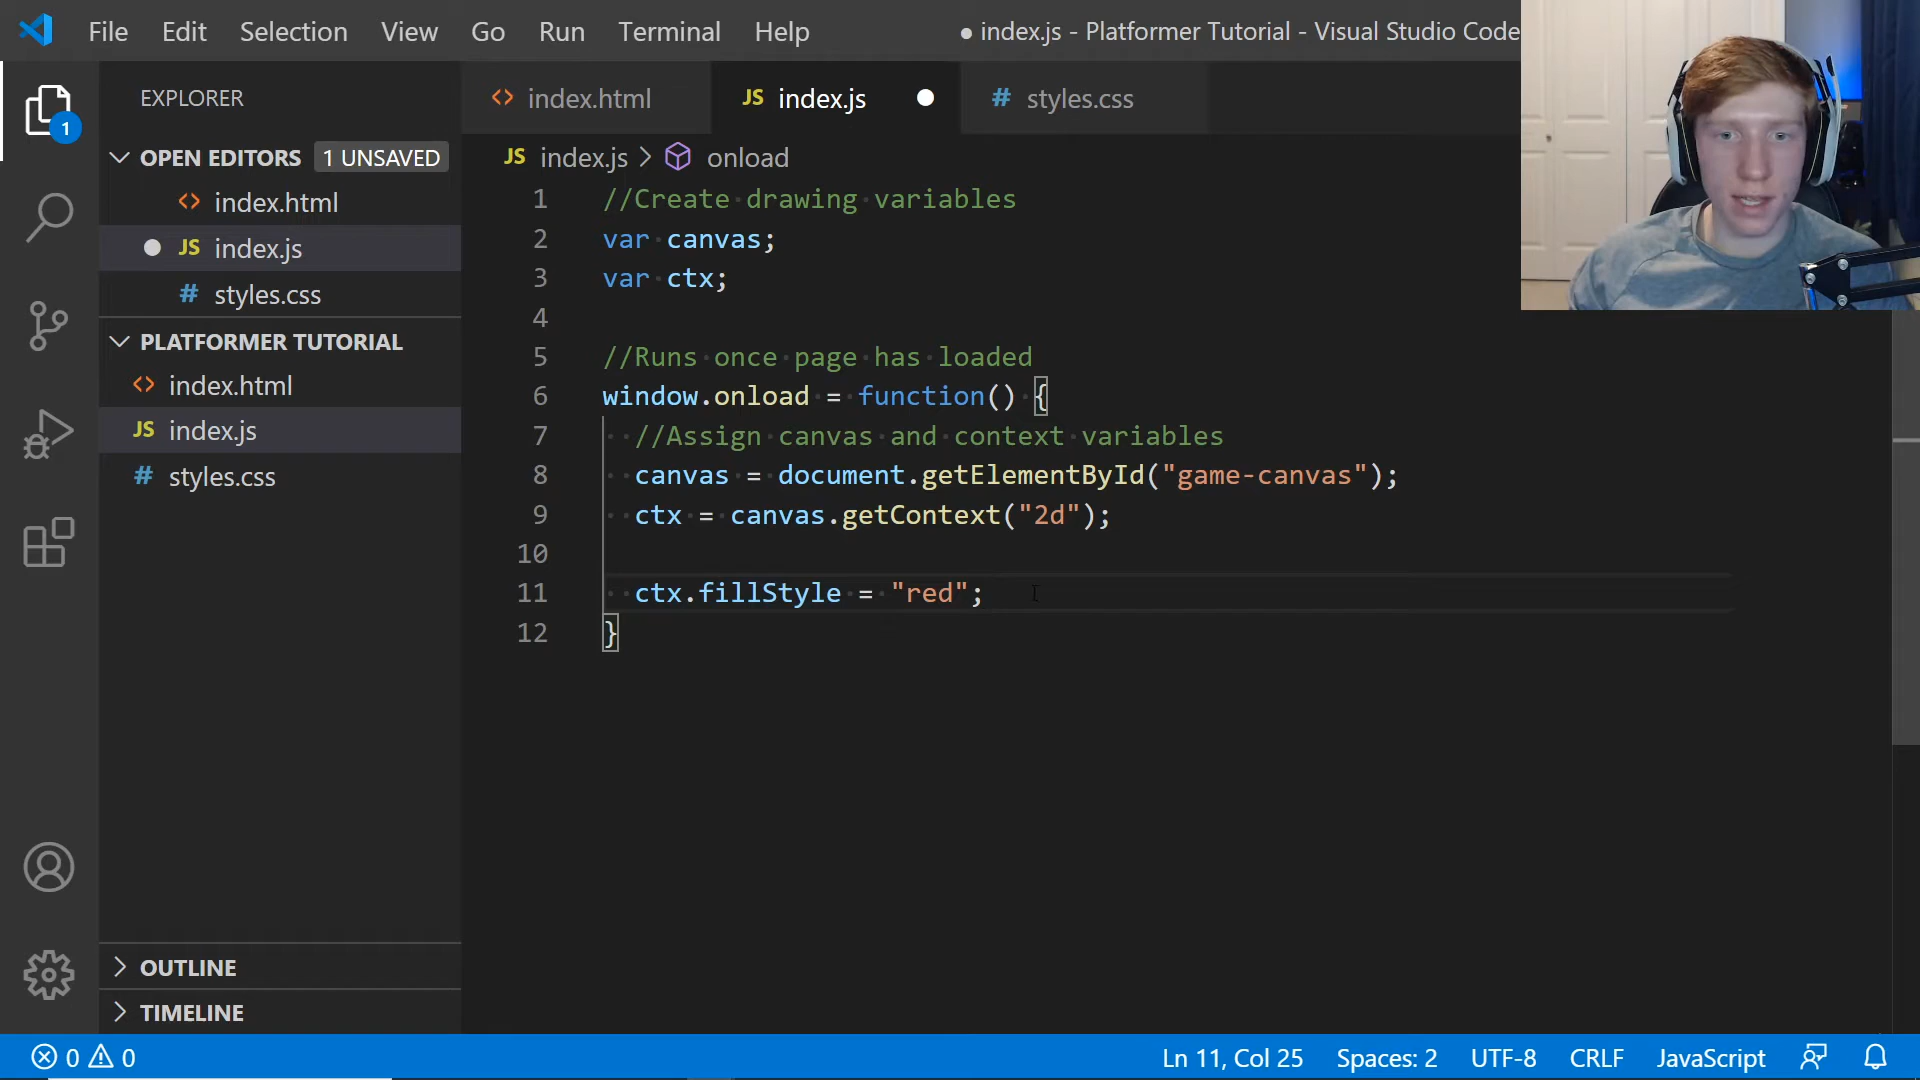 File Edit Selection View Go Run Terminal Help
● index.js - Platformer Tutorial - Visual Studio Code
EXPLORER
OPEN EDITORS 1 UNSAVED
<> index.html
● JS index.js
# styles.css
PLATFORMER TUTORIAL
<> index.html
JS index.js
# styles.css
OUTLINE
TIMELINE
1
<> index.html JS index.js ● # styles.css
JS index.js > onload
1 //Create drawing variables
2 var canvas;
3 var ctx;
4
5 //Runs once page has loaded
6 window.onload = function() {
7 //Assign canvas and context variables
8 canvas = document.getElementById("game-canvas");
9 ctx = canvas.getContext("2d");
10
11 ctx.fillStyle = "red";
12 }
0 0 Ln 11, Col 25 Spaces: 2 UTF-8 CRLF JavaScript